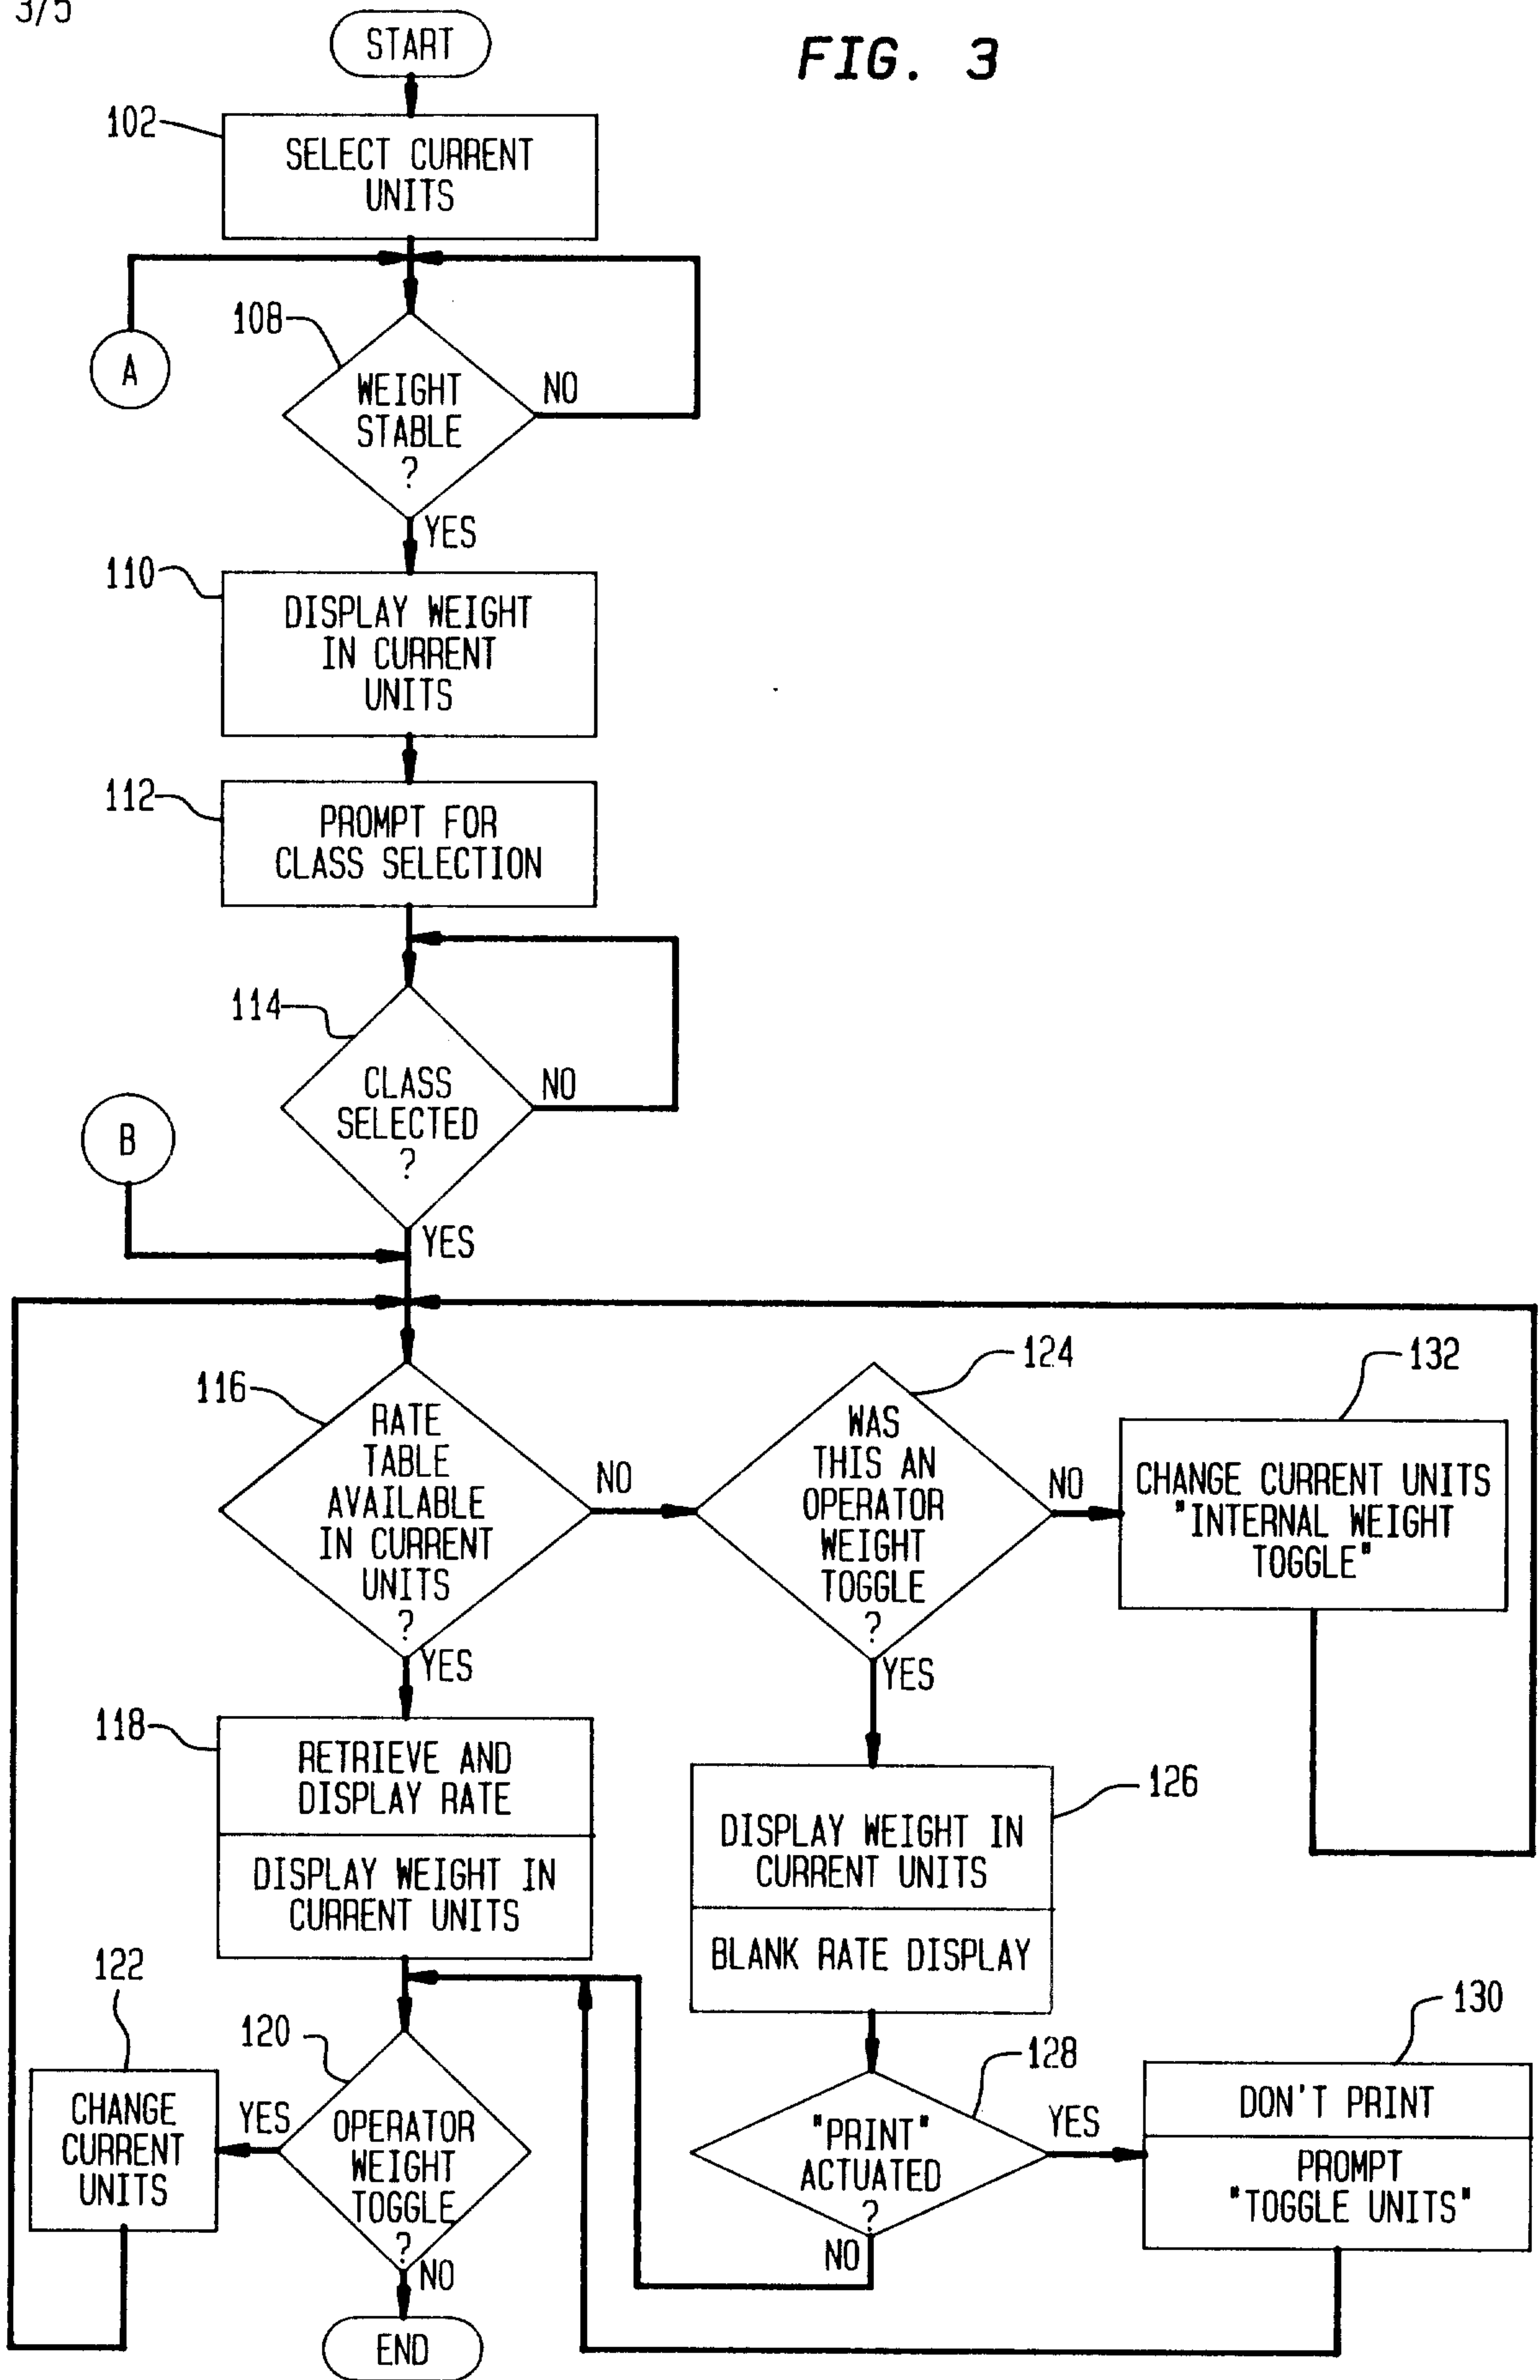 3/5
FIG. 3
START
102
SELECT CURRENT
UNITS
A
108
WEIGHT
STABLE
?
NO
YES
110
DISPLAY WEIGHT
IN CURRENT
UNITS
112
PROMPT FOR
CLASS SELECTION
114
CLASS
SELECTED
?
NO
B
YES
116
RATE
TABLE
AVAILABLE
IN CURRENT
UNITS
?
NO
YES
124
WAS
THIS AN
OPERATOR
WEIGHT
TOGGLE
?
NO
YES
132
CHANGE CURRENT UNITS
"INTERNAL WEIGHT
TOGGLE"
118
RETRIEVE AND
DISPLAY RATE
DISPLAY WEIGHT IN
CURRENT UNITS
126
DISPLAY WEIGHT IN
CURRENT UNITS
BLANK RATE DISPLAY
122
CHANGE
CURRENT
UNITS
120
YES
OPERATOR
WEIGHT
TOGGLE
?
NO
128
"PRINT"
ACTUATED
?
YES
NO
130
DON'T PRINT
PROMPT
"TOGGLE UNITS"
END